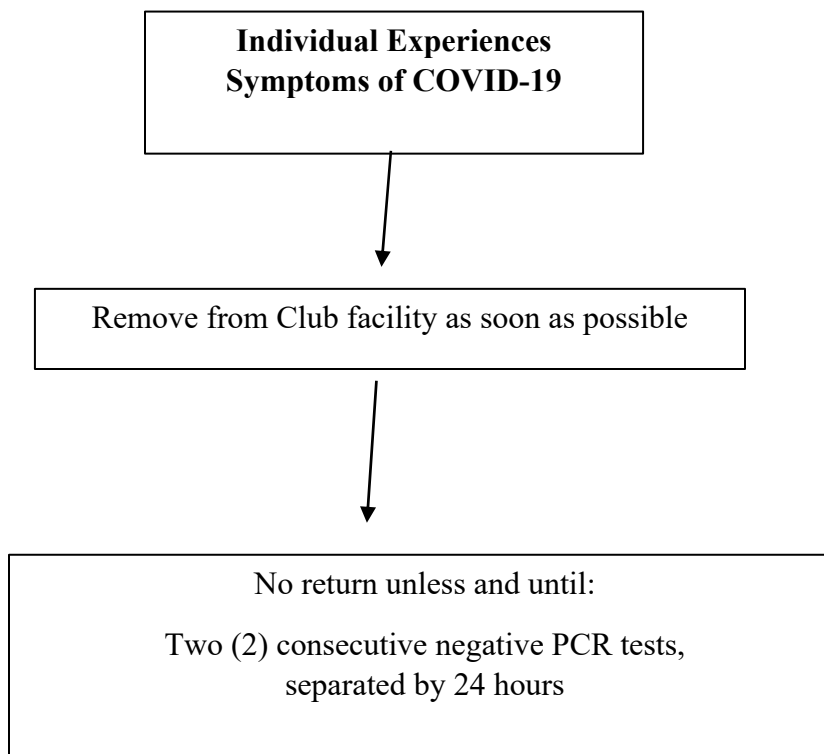 Individual Experiences
Symptoms of COVID-19
Remove from Club facility as soon as possible
No return unless and until:
Two (2) consecutive negative PCR tests,
separated by 24 hours